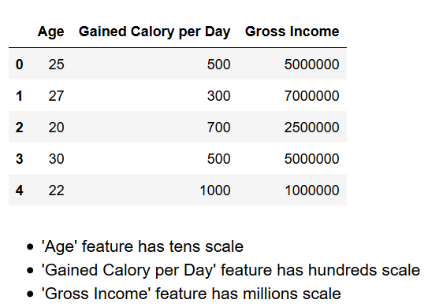 Age Gained Calory per Day Gross Income
0 25 500 5000000
1 27 300 7000000
2 20 700 2500000
3 30 500 5000000
4 22 1000 1000000
• 'Age' feature has tens scale
• 'Gained Calory per Day' feature has hundreds scale
• 'Gross Income' feature has millions scale